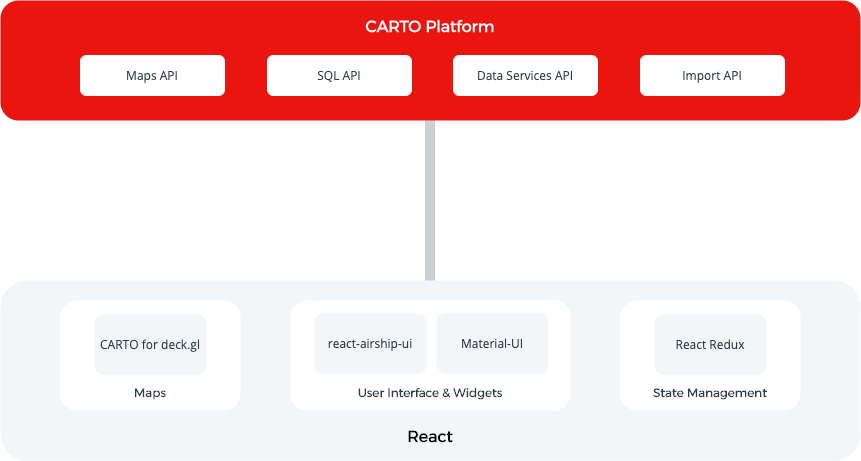 CARTO Platform
Maps API
SQL API
Data Services API
Import API
CARTO for deck.gl
Maps
react-airship-ui
Material-UI
User Interface & Widgets
React Redux
State Management
React